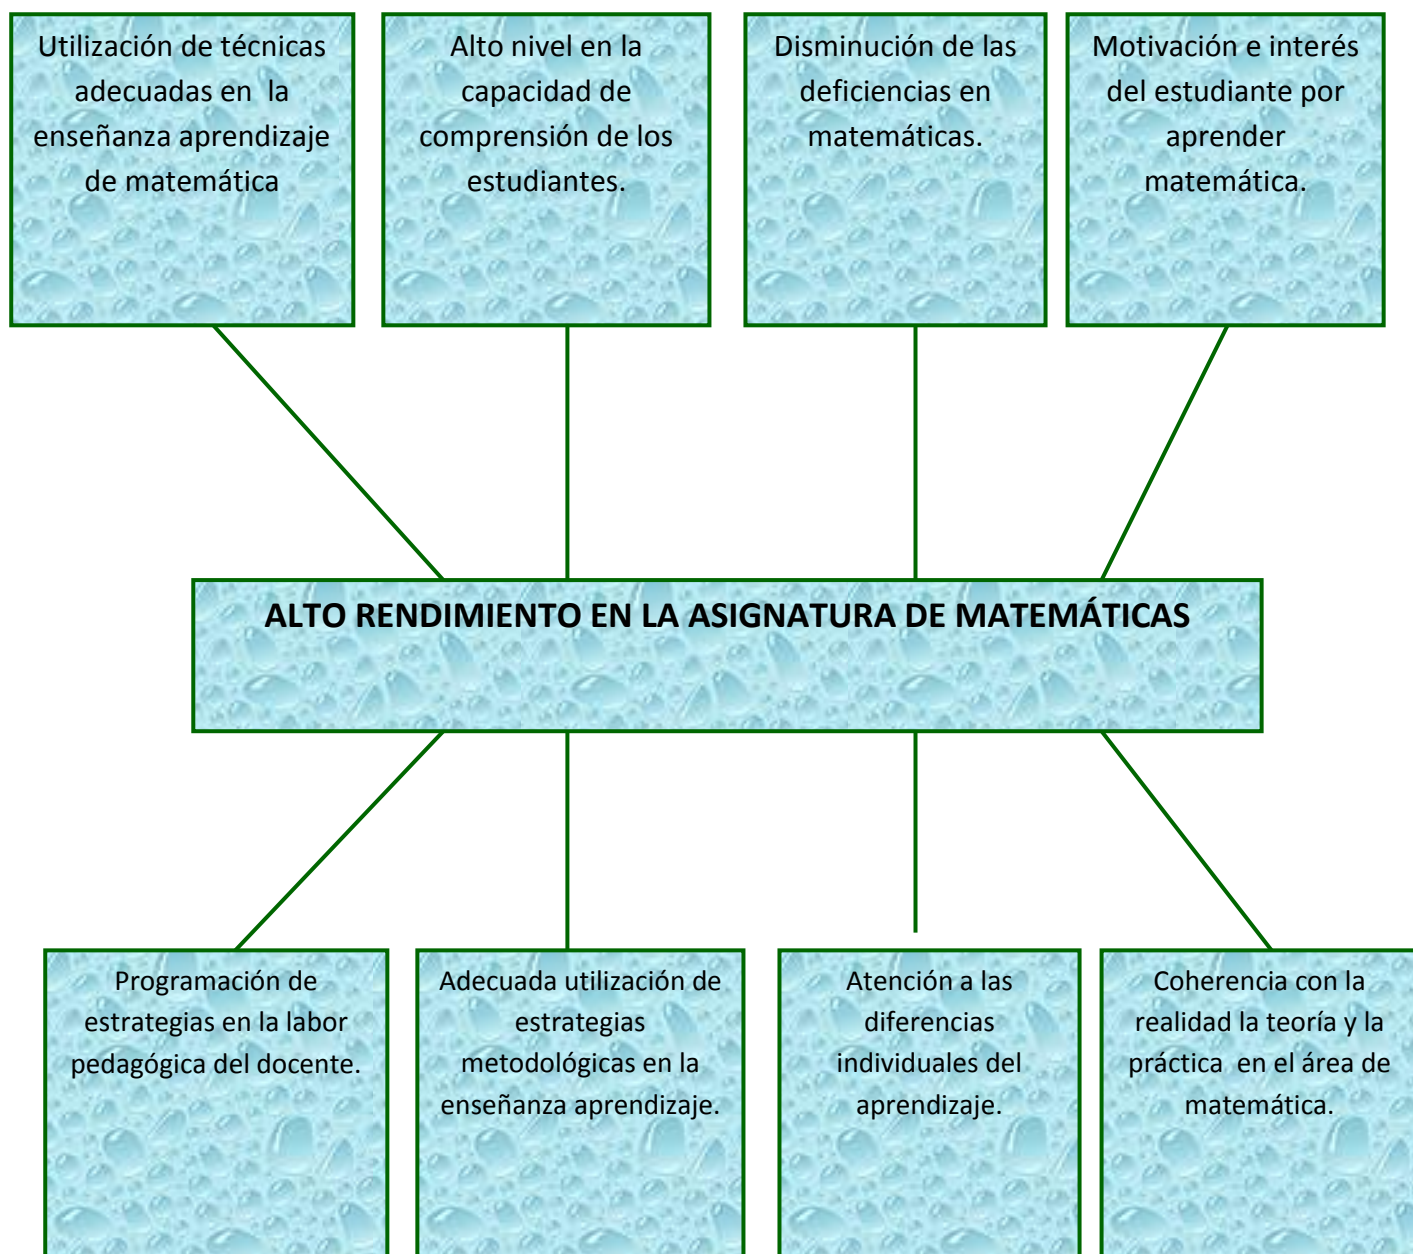 Utilización de técnicas
adecuadas en la
enseñanza aprendizaje
de matemática
Alto nivel en la
capacidad de
comprensión de los
estudiantes.
Disminución de las
deficiencias en
matemáticas.
Motivación e interés
del estudiante por
aprender
matemática.
ALTO RENDIMIENTO EN LA ASIGNATURA DE MATEMÁTICAS
Programación de
estrategias en la labor
pedagógica del docente.
Adecuada utilización de
estrategias
metodológicas en la
enseñanza aprendizaje.
Atención a las
diferencias
individuales del
aprendizaje.
Coherencia con la
realidad la teoría y la
práctica en el área de
matemática.